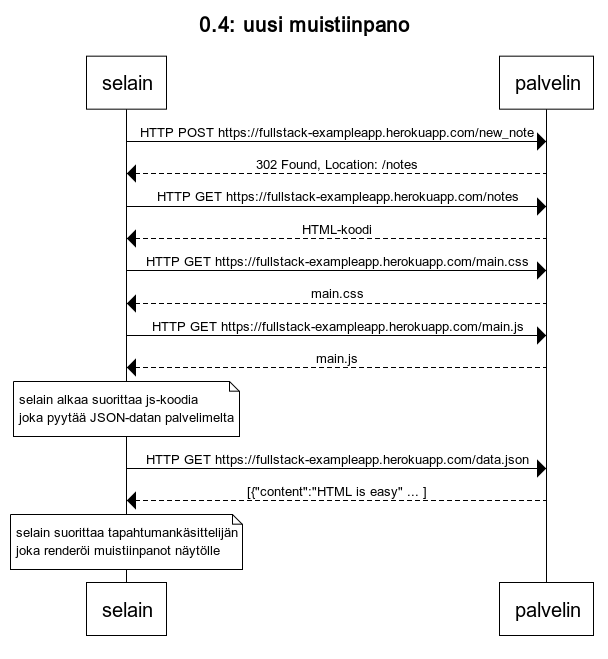 0.4: uusi muistiinpano
selain
palvelin
HTTP POST https://fullstack-exampleapp.herokuapp.com/new_note
302 Found, Location: /notes
HTTP GET https://fullstack-exampleapp.herokuapp.com/notes
HTML-koodi
HTTP GET https://fullstack-exampleapp.herokuapp.com/main.css
main.css
HTTP GET https://fullstack-exampleapp.herokuapp.com/main.js
main.js
selain alkaa suorittaa js-koodia
joka pyytää JSON-datan palvelimelta
HTTP GET https://fullstack-exampleapp.herokuapp.com/data.json
[{"content":"HTML is easy" ... ]
selain suorittaa tapahtumankäsittelijän
joka renderöi muistiinpanot näytölle
selain
palvelin